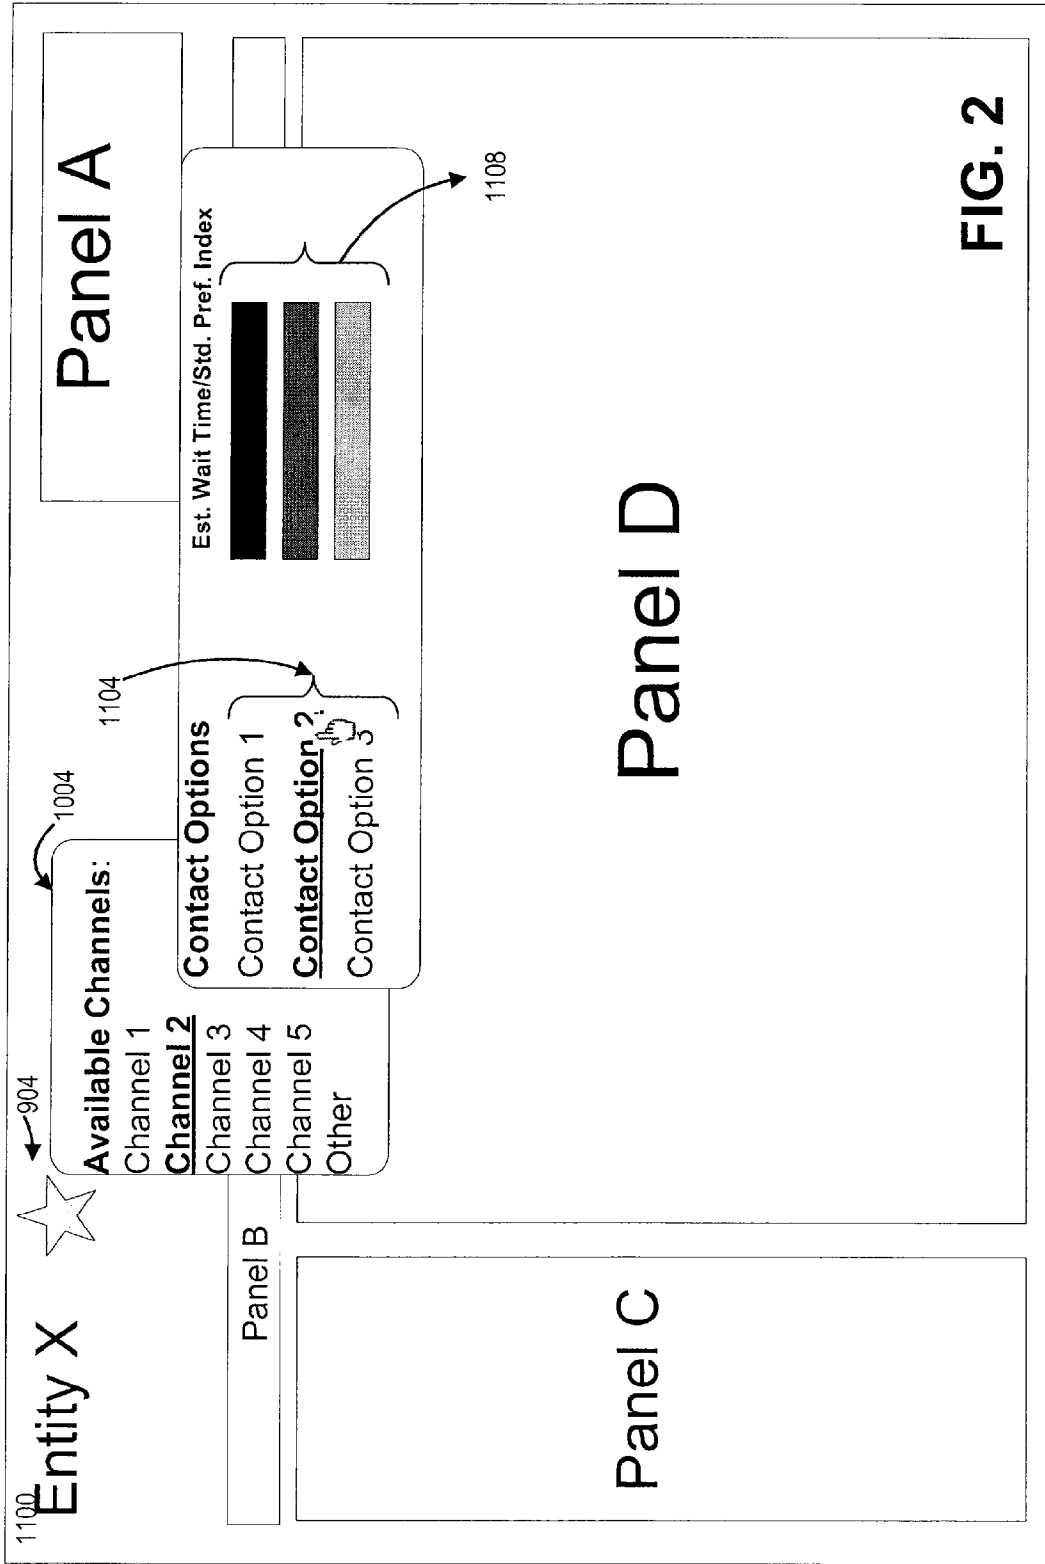 1100
Entity X
904
1004
Panel A
Available Channels:
Channel 1
Channel 2
Channel 3
Channel 4
Channel 5
Other
1104
Contact Options
Est. Wait Time/Std. Pref. Index
Contact Option 1
Contact Option 2
Contact Option 3
1108
Panel B
Panel C
Panel D
FIG. 2